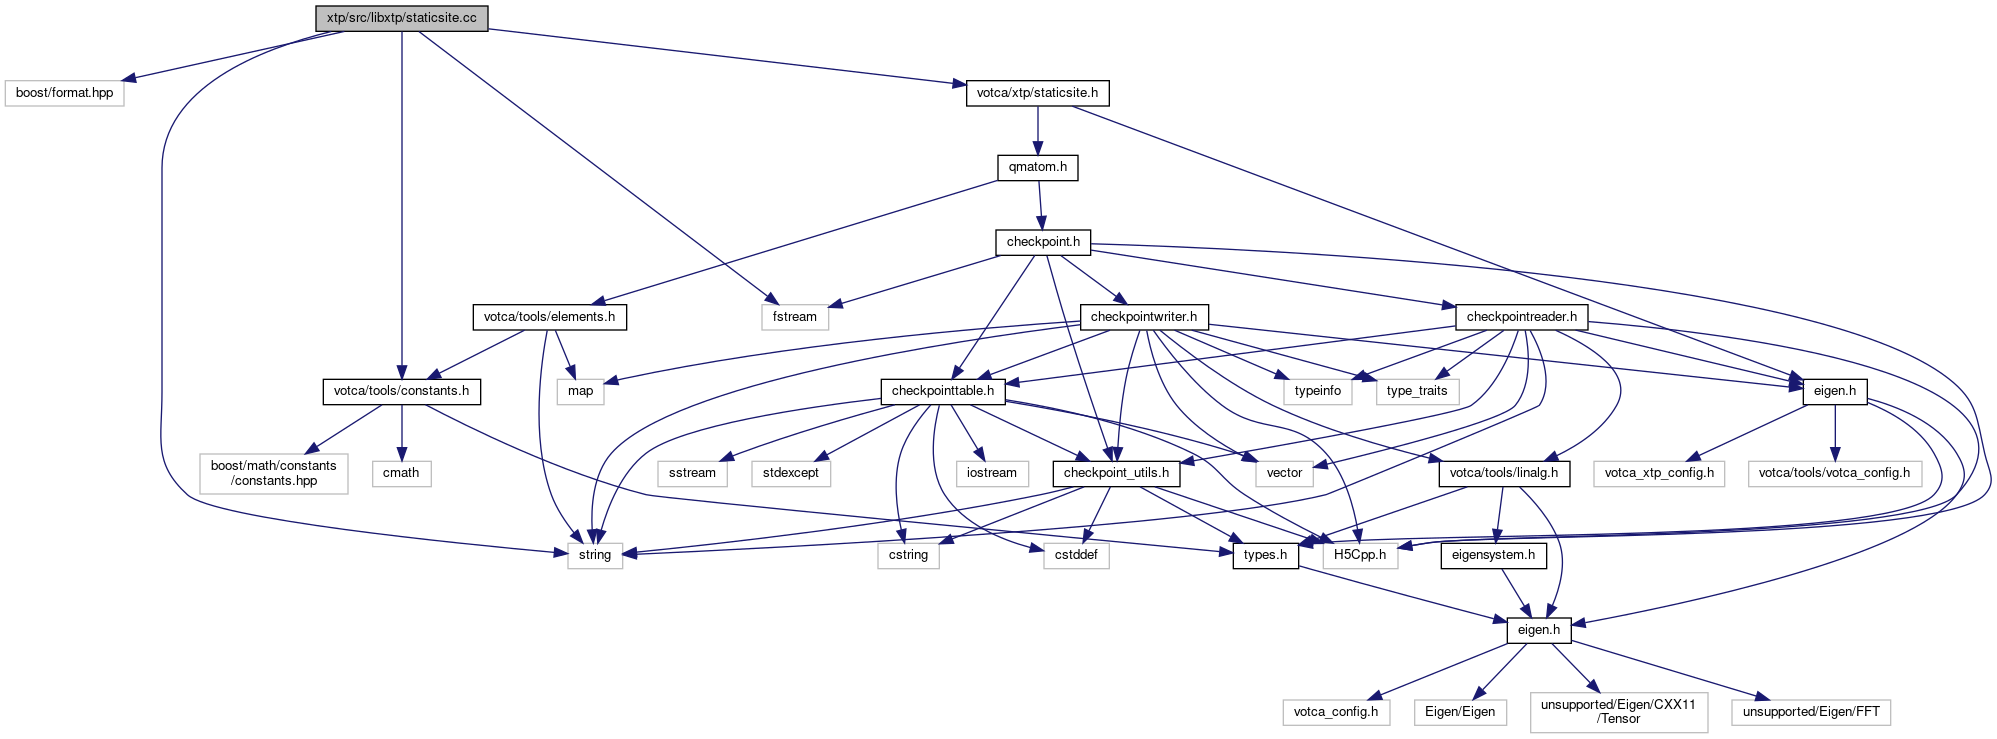 xtp/src/libxtp/staticsite.cc
boost/format.hpp
votca/xtp/staticsite.h
qmatom.h
checkpoint.h
votca/tools/elements.h
fstream
checkpointwriter.h
checkpointreader.h
votca/tools/constants.h
map
checkpointtable.h
typeinfo
type_traits
eigen.h
boost/math/constants
/constants.hpp
cmath
sstream
stdexcept
iostream
checkpoint_utils.h
vector
votca/tools/linalg.h
votca_xtp_config.h
votca/tools/votca_config.h
string
cstring
cstddef
types.h
H5Cpp.h
eigensystem.h
eigen.h
votca_config.h
Eigen/Eigen
unsupported/Eigen/CXX11
/Tensor
unsupported/Eigen/FFT